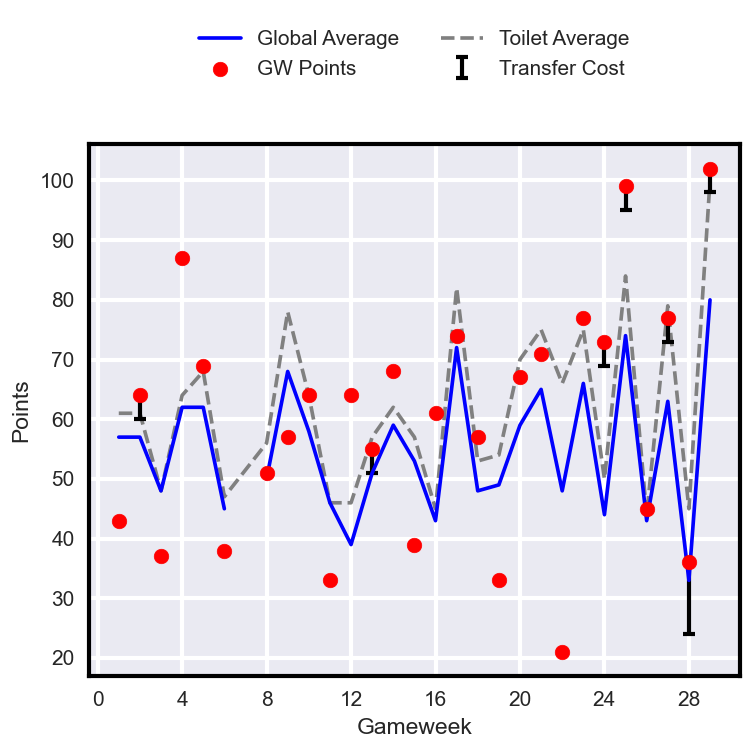 Global Average
GW Points
Toilet Average
Transfer Cost
Points
100
90
80
70
60
50
40
30
20
0 4 8 12 16 20 24 28
Gameweek